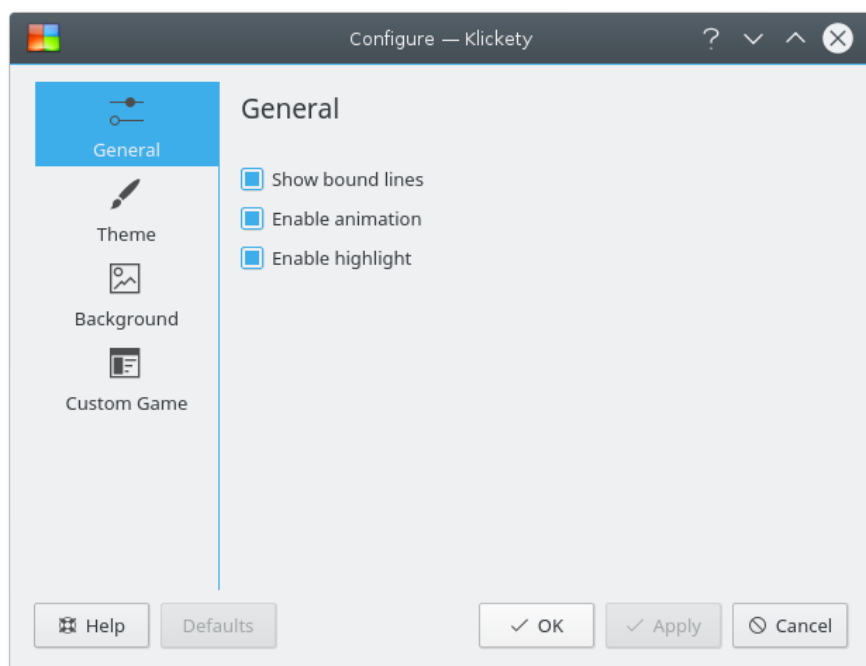 Configure — Klickety
General
Theme
Background
Custom Game
General
Show bound lines
Enable animation
Enable highlight
Help
Defaults
OK
Apply
Cancel